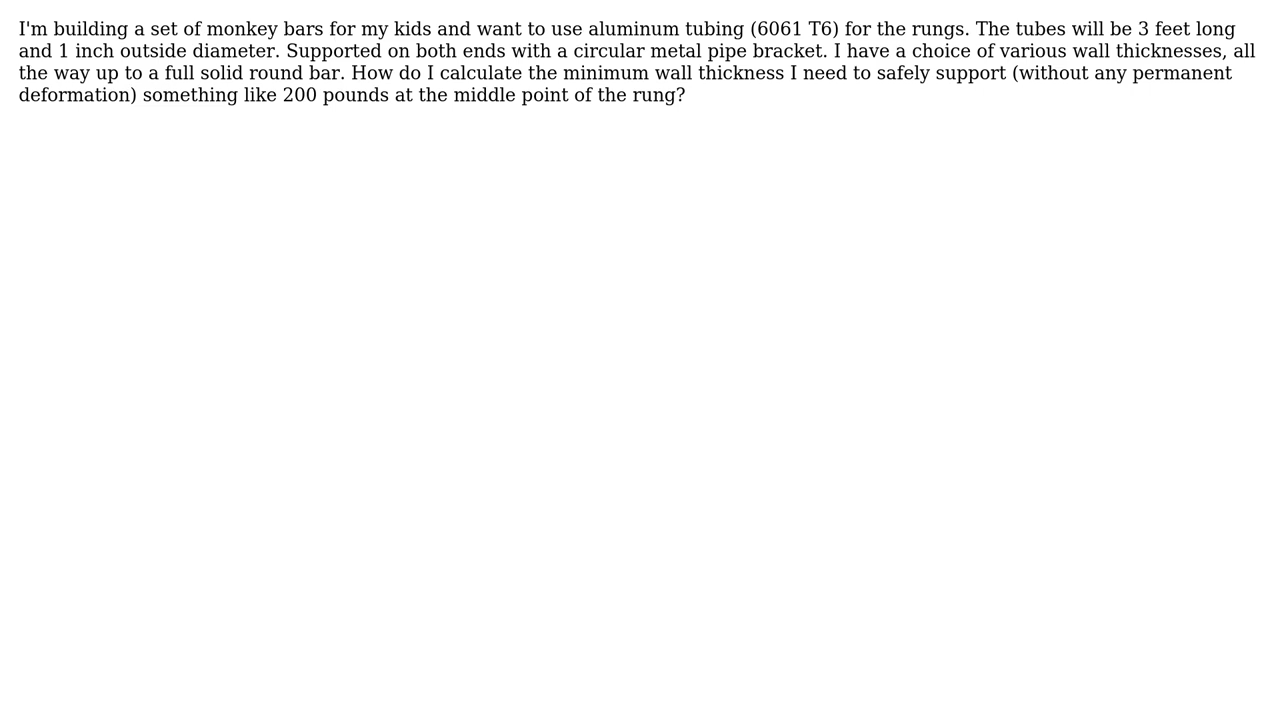 I'm building a set of monkey bars for my kids and want to use aluminum tubing (6061 T6) for the rungs. The tubes will be 3 feet long
and 1 inch outside diameter. Supported on both ends with a circular metal pipe bracket. I have a choice of various wall thicknesses, all
the way up to a full solid round bar. How do I calculate the minimum wall thickness I need to safely support (without any permanent
deformation) something like 200 pounds at the middle point of the rung?